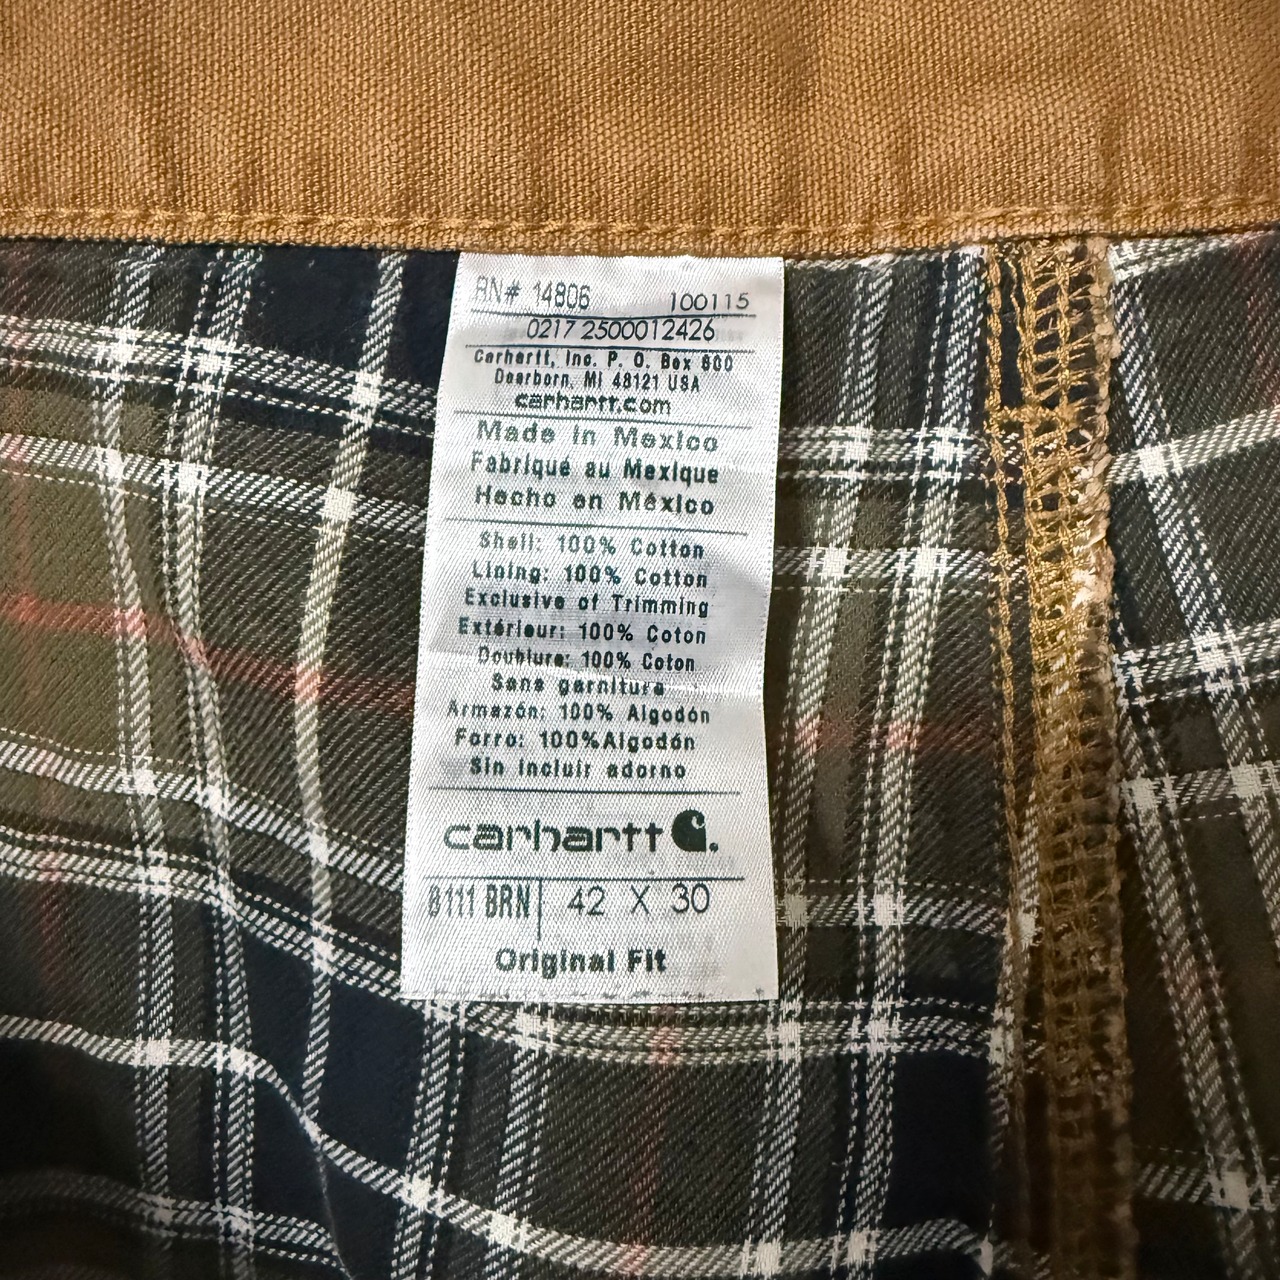 RN# 14806 100115
0217 2500012426
Carhartt, Inc. P. O. Box 600
Dearborn, MI 48121 USA
carhartt.com
Made in Mexico
Fabriqué au Mexique
Hecho en México
Shell: 100% Cotton
Lining: 100% Cotton
Exclusive of Trimming
Extérieur: 100% Coton
Doublure: 100% Coton
Sans garniture
Armazón: 100% Algodón
Forro: 100%Algodón
Sin incluir adorno
carhartt
B111 BRN 42 X 30
Original Fit